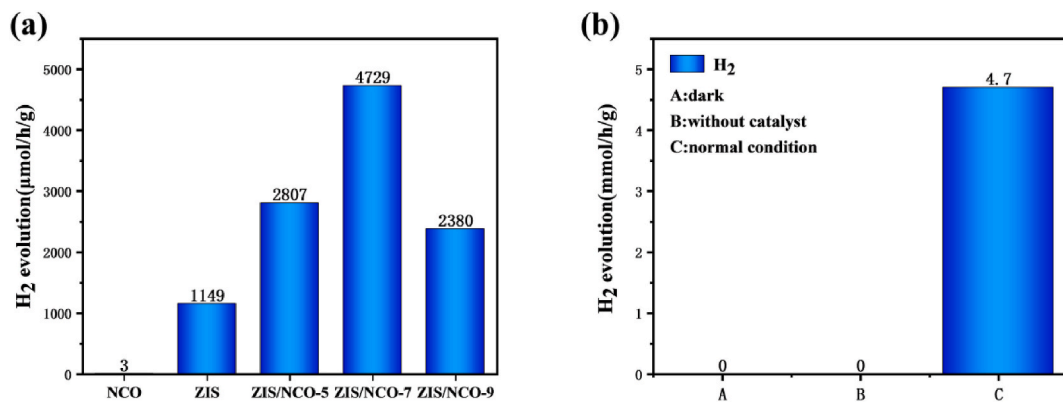 (a)
H2 evolution(μmol/h/g)
5000
4000
3000
2000
1000
0
3
1149
2807
4729
2380
NCO
ZIS
ZIS/NCO-5
ZIS/NCO-7
ZIS/NCO-9
(b)
H2 evolution(mmol/h/g)
5
4
3
2
1
0
H2
A:dark
B:without catalyst
C:normal condition
0
0
4.7
A
B
C